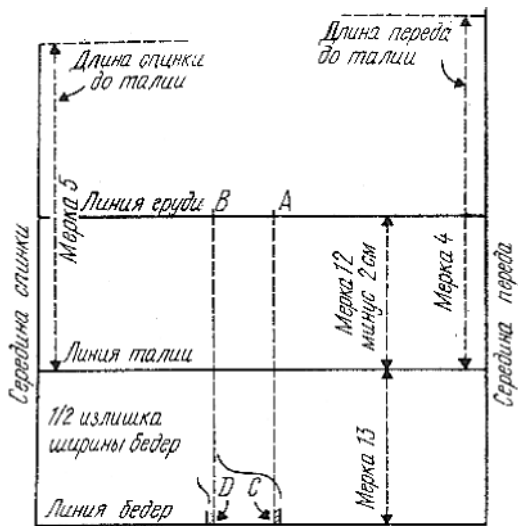 Длина спинки
до талии
Длина переда
до талии
Мерка 5
Линия груди
B
A
Середина спинки
Мерка 12
минус 2 см
Мерка 4
Середина переда
Линия талии
1/2 излишка
ширины бедер
Мерка 13
D
C
Линия бедер